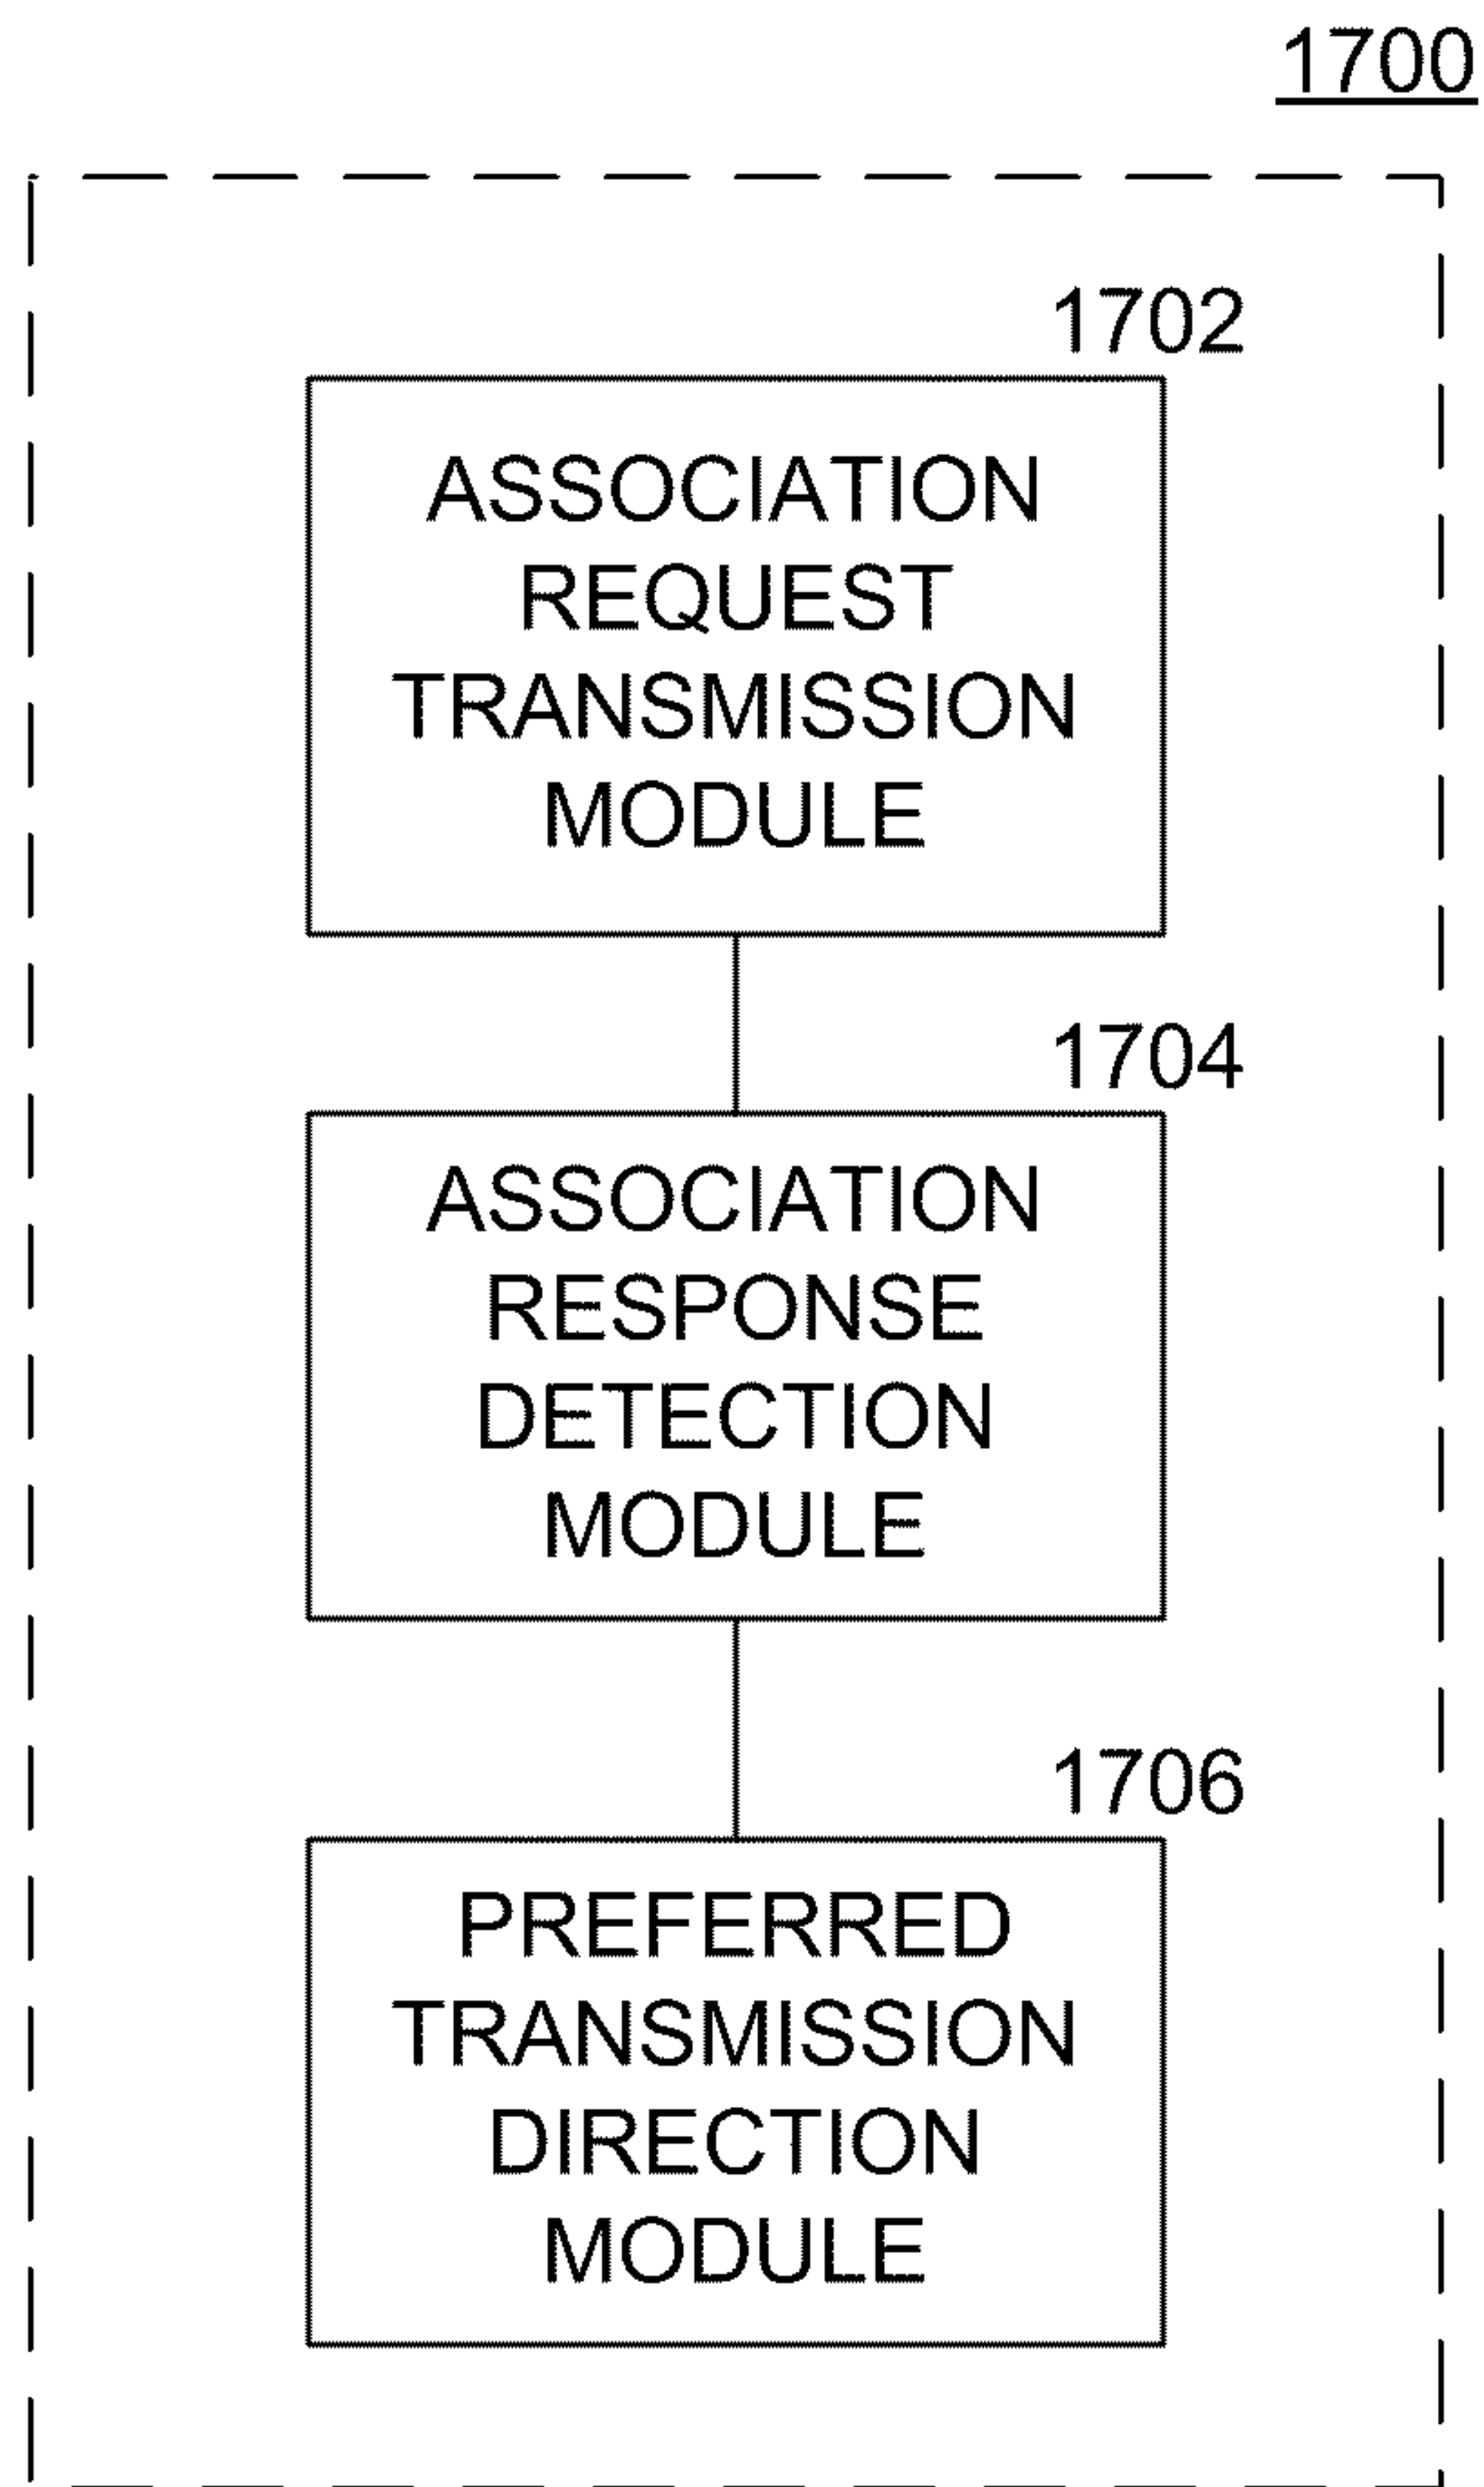 1700
1702
ASSOCIATION
REQUEST
TRANSMISSION
MODULE
1704
ASSOCIATION
RESPONSE
DETECTION
MODULE
1706
PREFERRED
TRANSMISSION
DIRECTION
MODULE